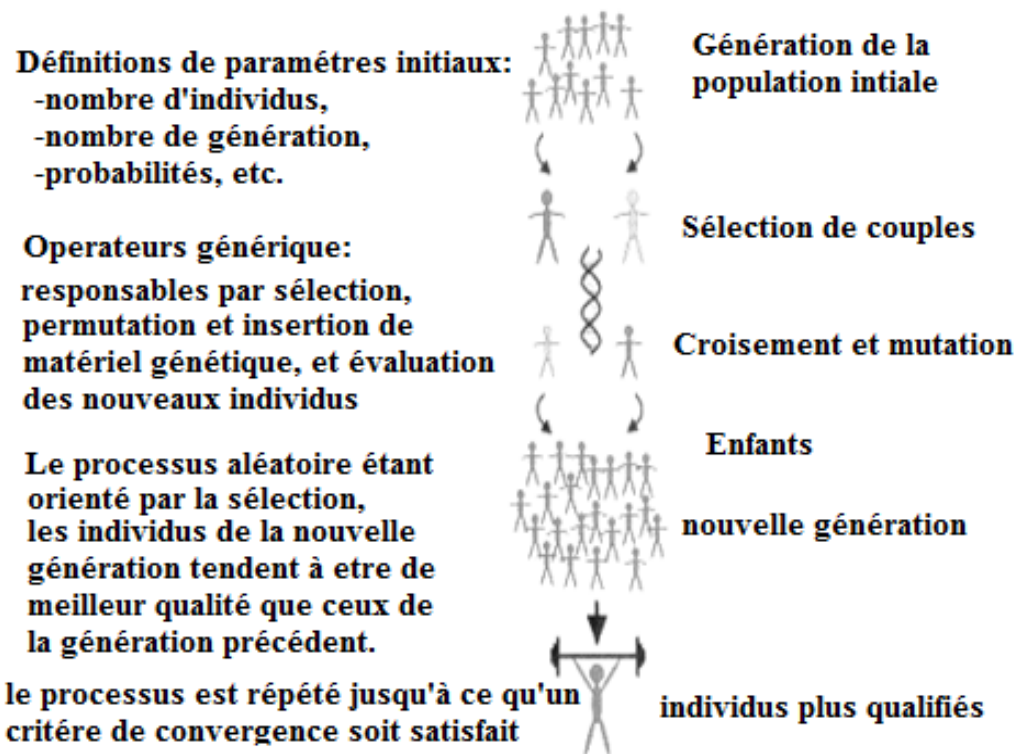 Définitions de paramétres initiaux:
-nombre d'individus,
-nombre de génération,
-probabilités, etc.
Génération de la
population intiale
Sélection de couples
Operateurs générique:
responsables par sélection,
permutation et insertion de
matériel génétique, et évaluation
des nouveaux individus
Croisement et mutation
Enfants
Le processus aléatoire étant
orienté par la sélection,
les individus de la nouvelle
génération tendent à etre de
meilleur qualité que ceux de
la génération précédent.
nouvelle génération
le processus est répété jusqu'à ce qu'un
critére de convergence soit satisfait
individus plus qualifiés